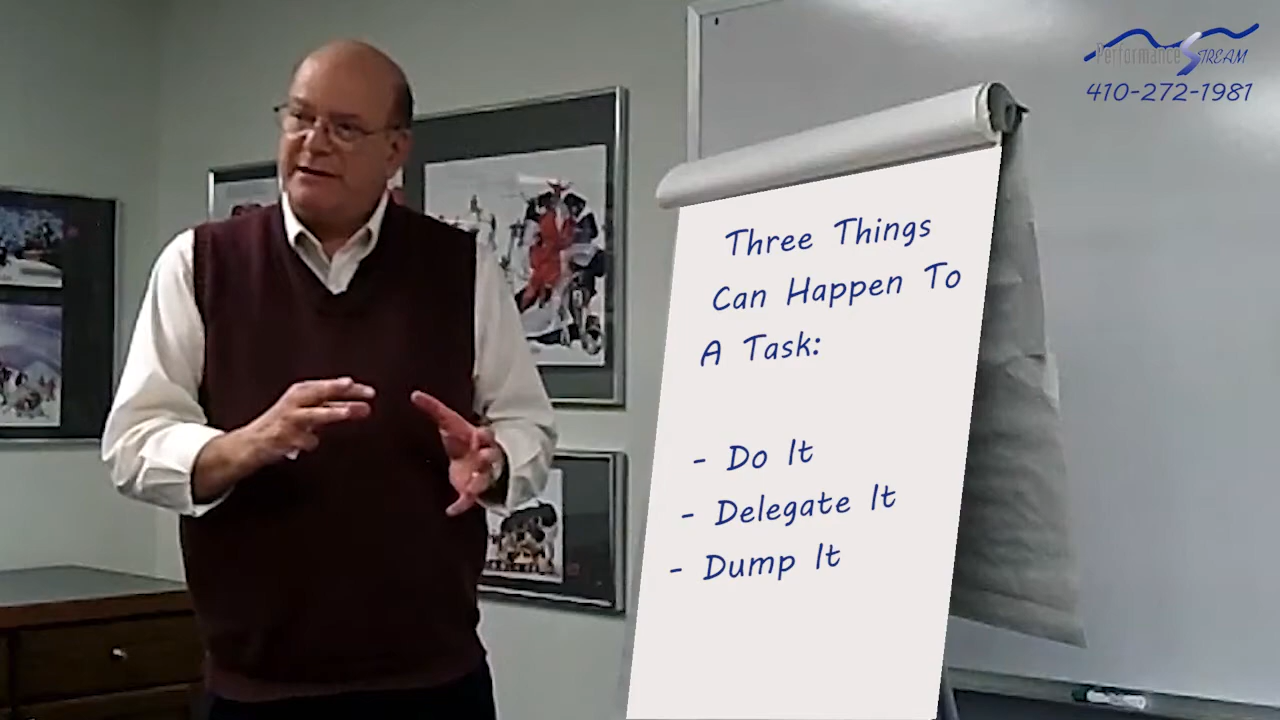 Performance STREAM
410-272-1981
Three Things
Can Happen To
A Task:
- Do It
- Delegate It
- Dump It